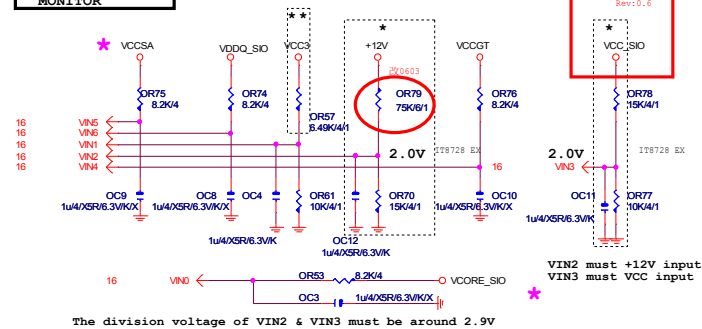 MONITOR
Rev:0.6
* *
*
*
*
VCCSA
VDDQ_SIO
VCC3
+12V
VCCGT
VCC_SIO
OR75
8.2K/4
OR74
8.2K/4
OR57
6.49K/4/1
OR79
75K/6/1
OR76
8.2K/4
OR78
15K/4/1
16 VIN5
16 VIN6
16 VIN1
16 VIN2
16 VIN4
2.0V
IT8728 EX
16
2.0V
VIN3
IT8728 EX
OC9
1u/4/X5R/6.3V/K/X
OC8
1u/4/X5R/6.3V/K/X
OC4
1u/4/X5R/6.3V/K
OR61
10K/4/1
OC12
1u/4/X5R/6.3V/K
OR70
15K/4/1
OC10
1u/4/X5R/6.3V/K/X
OC11
1u/4/X5R/6.3V/K
OR77
10K/4/1
VIN2 must +12V input
VIN3 must VCC input
*
16 VIN0
OR53 8.2K/4
VCORE_SIO
OC3 1u/4/X5R/6.3V/K/X
The division voltage of VIN2 & VIN3 must be around 2.9V